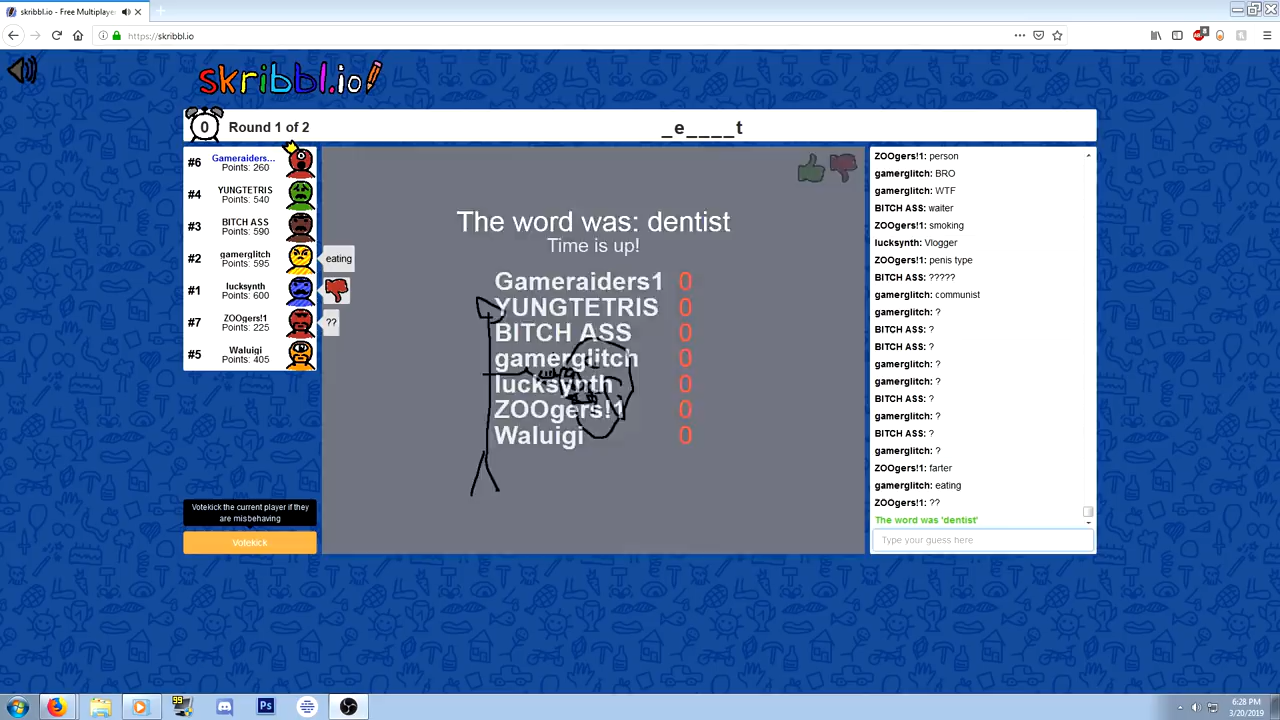 skribbl.io - Free Multiplaye
https://skribbl.io
skribbl.io
0
Round 1 of 2
_e____t
#6
Gameraiders...
Points: 260
#4
YUNGTETRIS
Points: 540
#3
BITCH ASS
Points: 590
#2
gamerglitch
Points: 595
eating
#1
lucksynth
Points: 600
#7
ZOOgers!1
Points: 225
??
#5
Waluigi
Points: 405
Votekick the current player if they
are misbehaving
Votekick
The word was: dentist
Time is up!
Gameraiders1 0
YUNGTETRIS 0
BITCH ASS 0
gamerglitch 0
lucksynth 0
ZOOgers!1 0
Waluigi 0
ZOOgers!1: person
gamerglitch: BRO
gamerglitch: WTF
BITCH ASS: waiter
ZOOgers!1: smoking
lucksynth: Vlogger
ZOOgers!1: penis type
BITCH ASS: ?????
gamerglitch: communist
gamerglitch: ?
BITCH ASS: ?
BITCH ASS: ?
gamerglitch: ?
gamerglitch: ?
BITCH ASS: ?
gamerglitch: ?
BITCH ASS: ?
gamerglitch: ?
ZOOgers!1: farter
gamerglitch: eating
ZOOgers!1: ??
The word was 'dentist'
Type your guess here
99
Ps
6:28 PM
3/20/2019